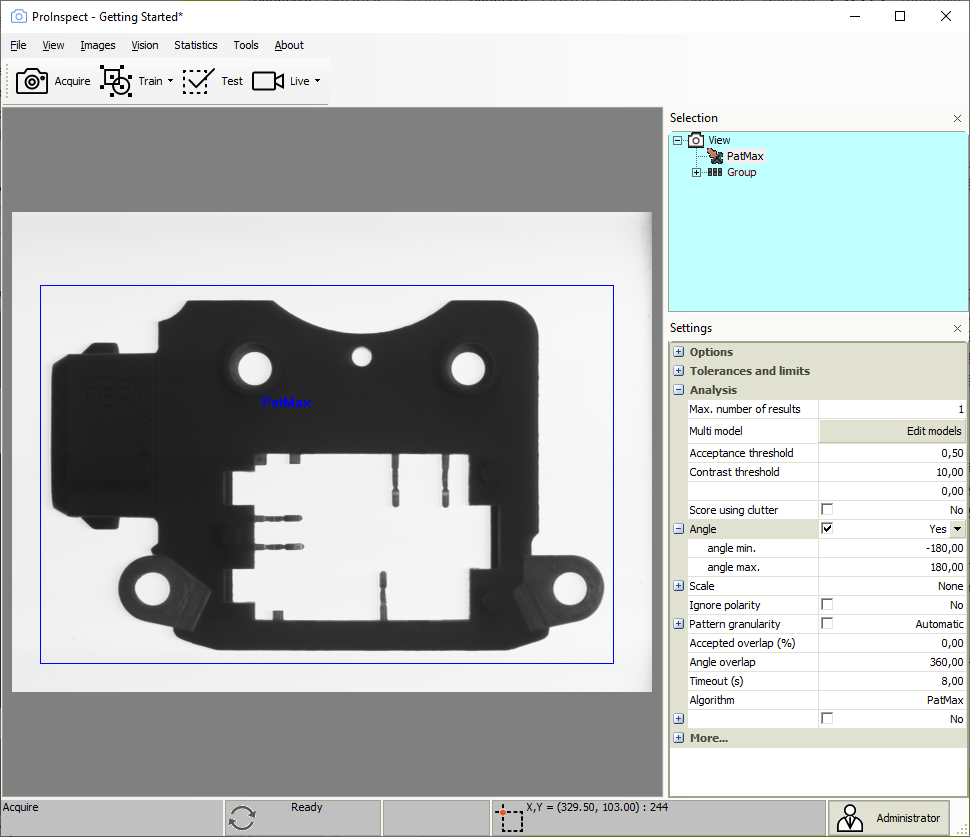 ProInspect - Getting Started*
File View Images Vision Statistics Tools About
Acquire Train Test Live
Selection
View
PatMax
Group
PatMax
Settings
Options
Tolerances and limits
Analysis
Max. number of results 1
Multi model Edit models
Acceptance threshold 0,50
Contrast threshold 10,00
0,00
Score using clutter No
Angle Yes
angle min. -180,00
angle max. 180,00
Scale None
Ignore polarity No
Pattern granularity Automatic
Accepted overlap (%) 0,00
Angle overlap 360,00
Timeout (s) 8,00
Algorithm PatMax
No
More...
Acquire Ready X,Y = (329.50, 103.00) : 244 Administrator